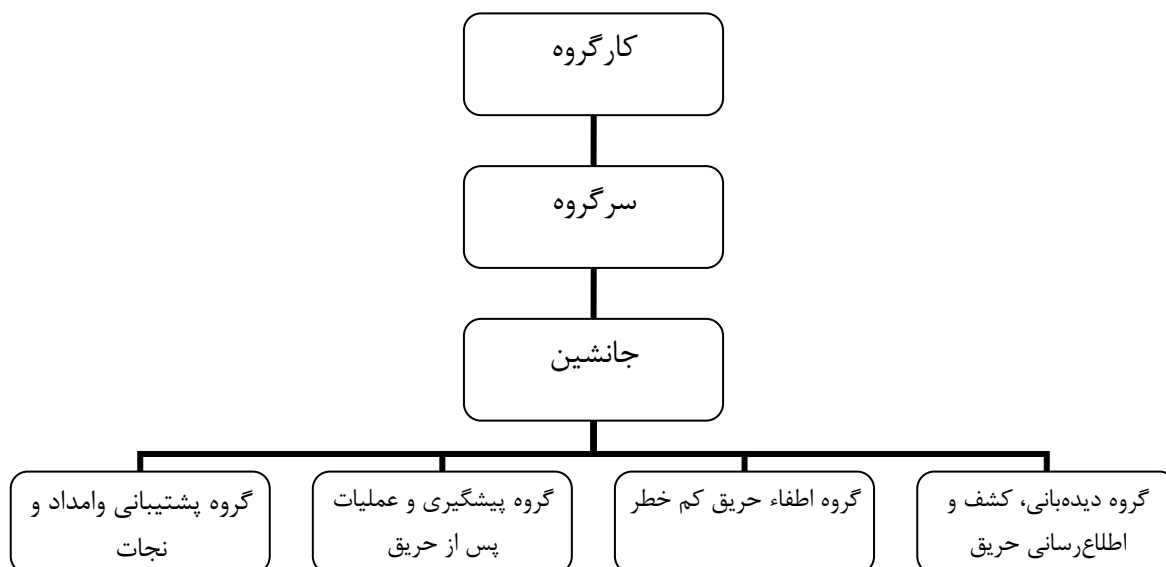 کارگروه
سرگروه
جانشین
گروه دیده‌بانی، کشف و
اطلاع‌رسانی حریق
گروه اطفاء حریق کم خطر
گروه پیشگیری و عملیات
پس از حریق
گروه پشتیبانی وامداد و
نجات